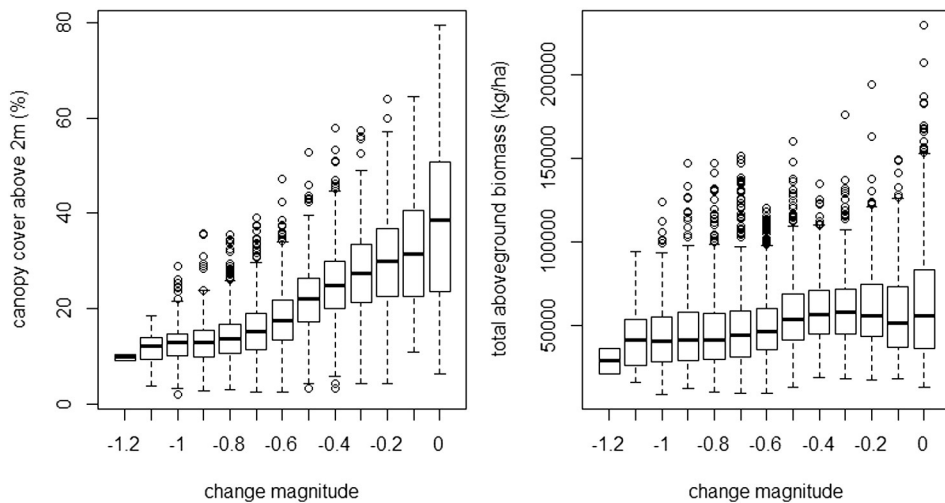 canopy cover above 2m (%)
80
60
40
20
0
-1.2 -1 -0.8 -0.6 -0.4 -0.2 0
change magnitude
total aboveground biomass (kg/ha)
200000
150000
100000
50000
-1.2 -1 -0.8 -0.6 -0.4 -0.2 0
change magnitude